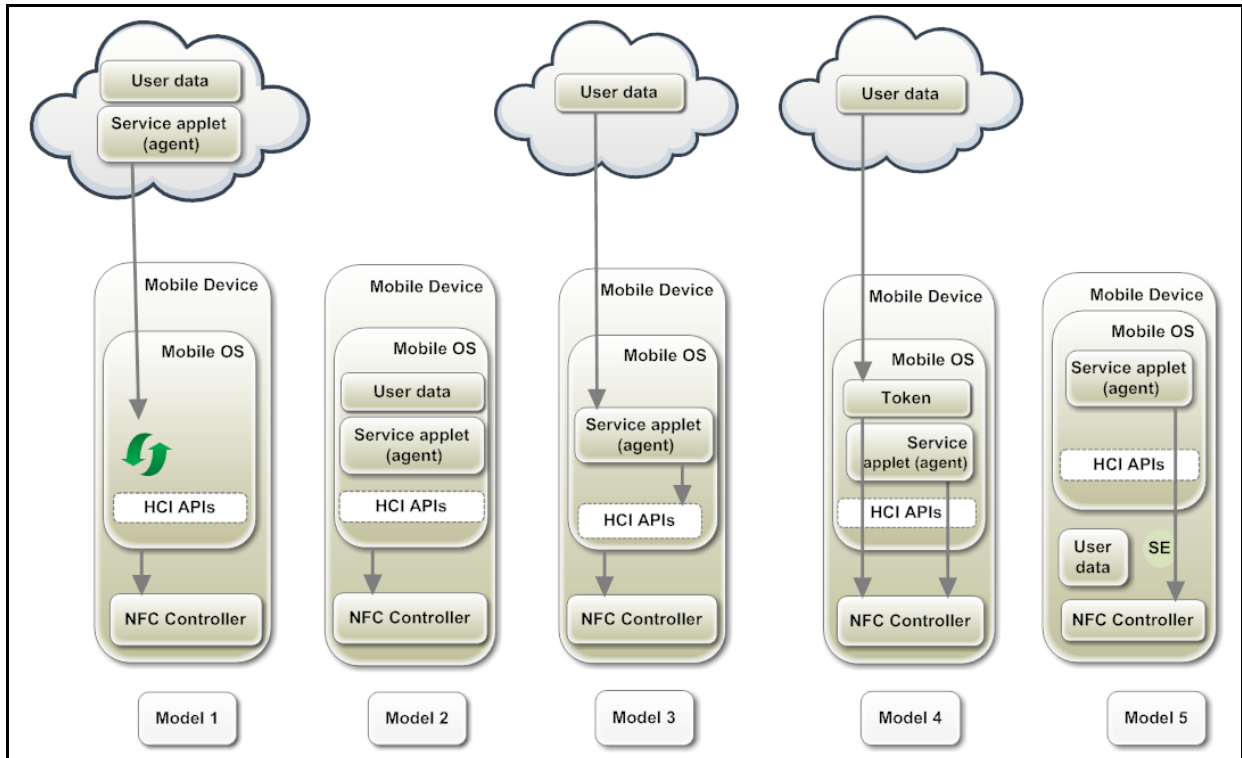 User data
Service applet
(agent)
Mobile Device
Mobile OS
HCI APIs
NFC Controller
Model 1
Mobile Device
Mobile OS
User data
Service applet
(agent)
HCI APIs
NFC Controller
Model 2
User data
Mobile Device
Mobile OS
Service applet
(agent)
HCI APIs
NFC Controller
Model 3
User data
Mobile Device
Mobile OS
Token
Service
applet (agent)
HCI APIs
NFC Controller
Model 4
Mobile Device
Mobile OS
Service applet
(agent)
HCI APIs
User
data
SE
NFC Controller
Model 5